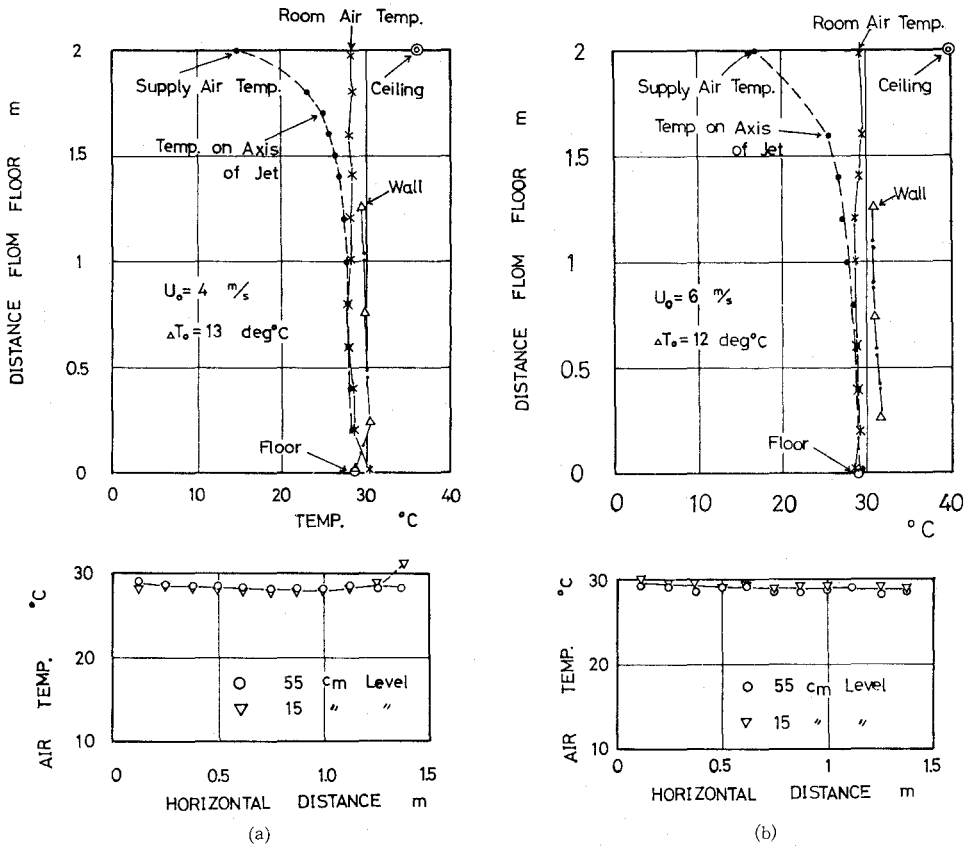 Room Air Temp.
2
Supply Air Temp.
Ceiling
Temp. on Axis
of Jet
1.5
Wall
1
U₀= 4 m/s
△T₀= 13 deg°C
0.5
Floor
0
0 10 20 30 40
TEMP. °C
DISTANCE FLOM FLOOR m
30
20
10
°C
AIR TEMP.
○ 55 cm Level
▽ 15 〃 〃
0 0.5 1.0 1.5
HORIZONTAL DISTANCE m
(a)
Room Air Temp.
2
Supply Air Temp.
Ceiling
Temp on Axis
of Jet
1.5
Wall
1
U₀= 6 m/s
△T₀= 12 deg°C
0.5
Floor
0
0 10 20 30 40
°C
DISTANCE FLOM FLOOR m
30
20
10
°C
AIR TEMP.
○ 55 cm Level
▽ 15 〃 〃
0 0.5 1 1.5
HORIZONTAL DISTANCE m
(b)